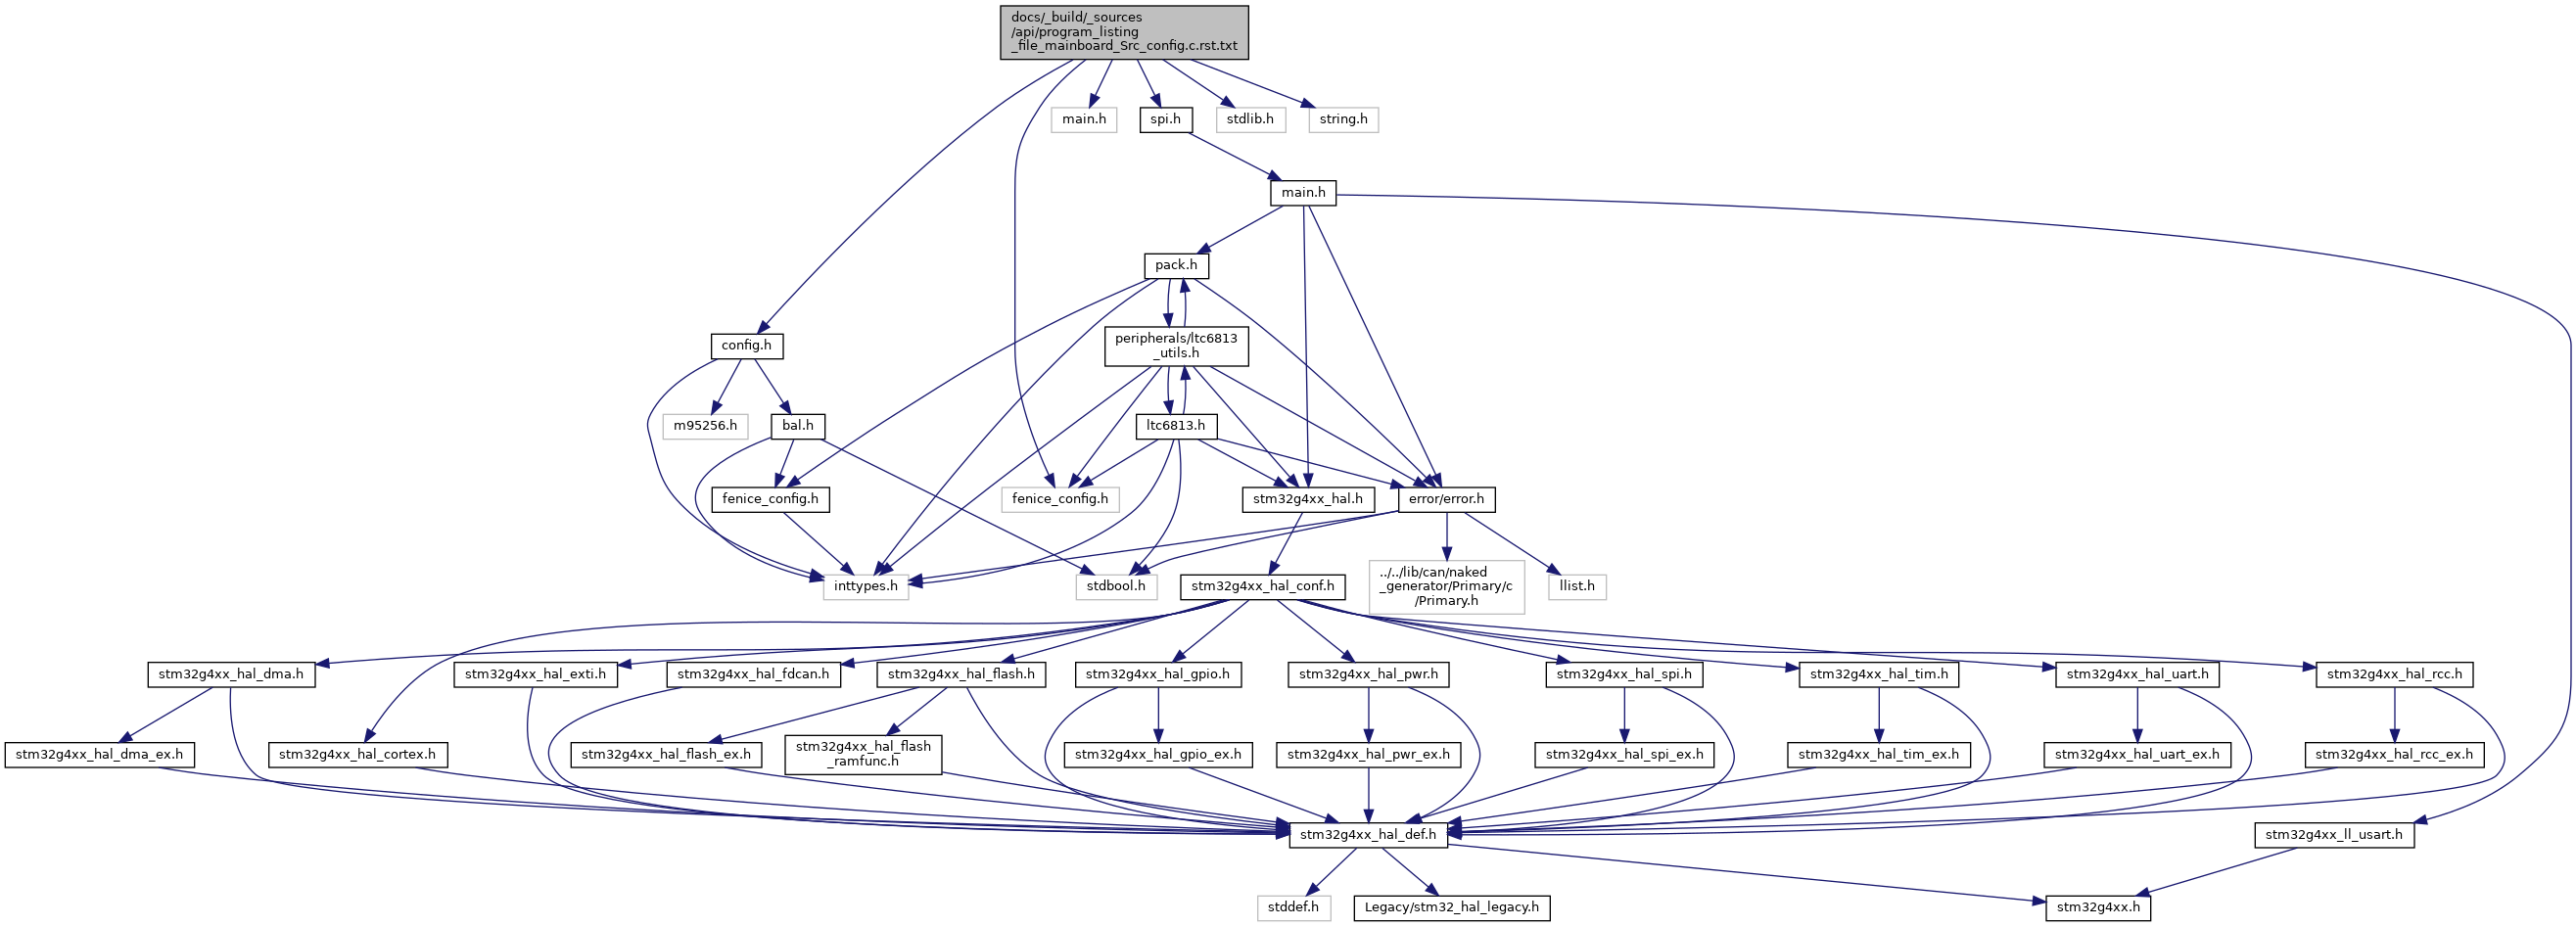 docs/_build/_sources
/api/program_listing
_file_mainboard_Src_config.c.rst.txt
main.h
spi.h
stdlib.h
string.h
main.h
pack.h
config.h
peripherals/ltc6813
_utils.h
m95256.h
bal.h
ltc6813.h
fenice_config.h
fenice_config.h
stm32g4xx_hal.h
error/error.h
inttypes.h
stdbool.h
stm32g4xx_hal_conf.h
../../lib/can/naked
_generator/Primary/c
/Primary.h
llist.h
stm32g4xx_hal_dma.h
stm32g4xx_hal_exti.h
stm32g4xx_hal_fdcan.h
stm32g4xx_hal_flash.h
stm32g4xx_hal_gpio.h
stm32g4xx_hal_pwr.h
stm32g4xx_hal_spi.h
stm32g4xx_hal_tim.h
stm32g4xx_hal_uart.h
stm32g4xx_hal_rcc.h
stm32g4xx_hal_dma_ex.h
stm32g4xx_hal_cortex.h
stm32g4xx_hal_flash_ex.h
stm32g4xx_hal_flash
_ramfunc.h
stm32g4xx_hal_gpio_ex.h
stm32g4xx_hal_pwr_ex.h
stm32g4xx_hal_spi_ex.h
stm32g4xx_hal_tim_ex.h
stm32g4xx_hal_uart_ex.h
stm32g4xx_hal_rcc_ex.h
stm32g4xx_hal_def.h
stm32g4xx_ll_usart.h
stddef.h
Legacy/stm32_hal_legacy.h
stm32g4xx.h